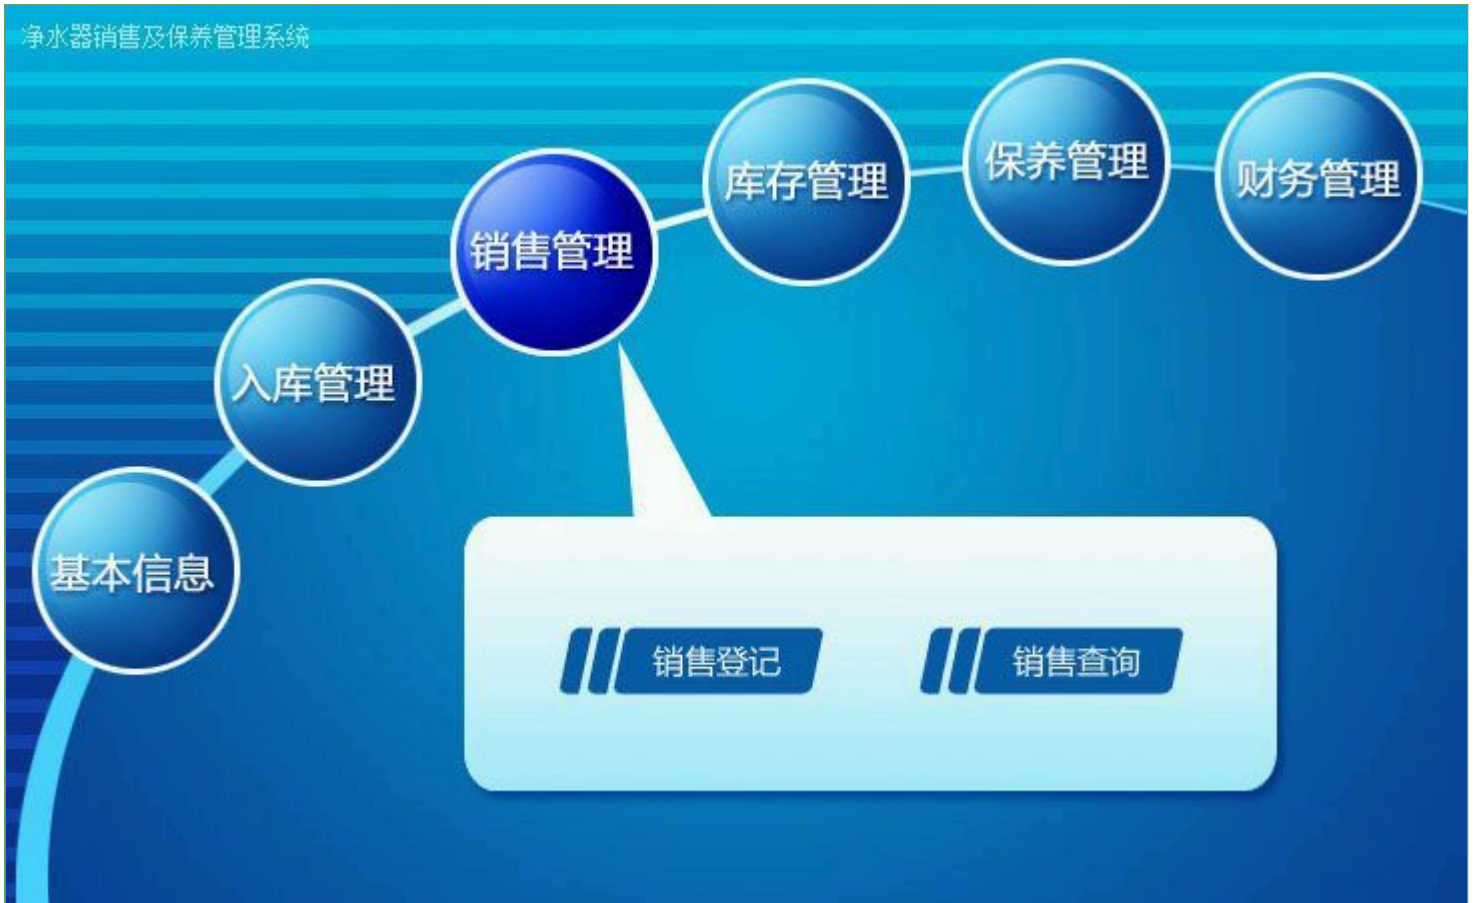 净水器销售及保养管理系统
基本信息
入库管理
销售管理
库存管理
保养管理
财务管理
销售登记
销售查询